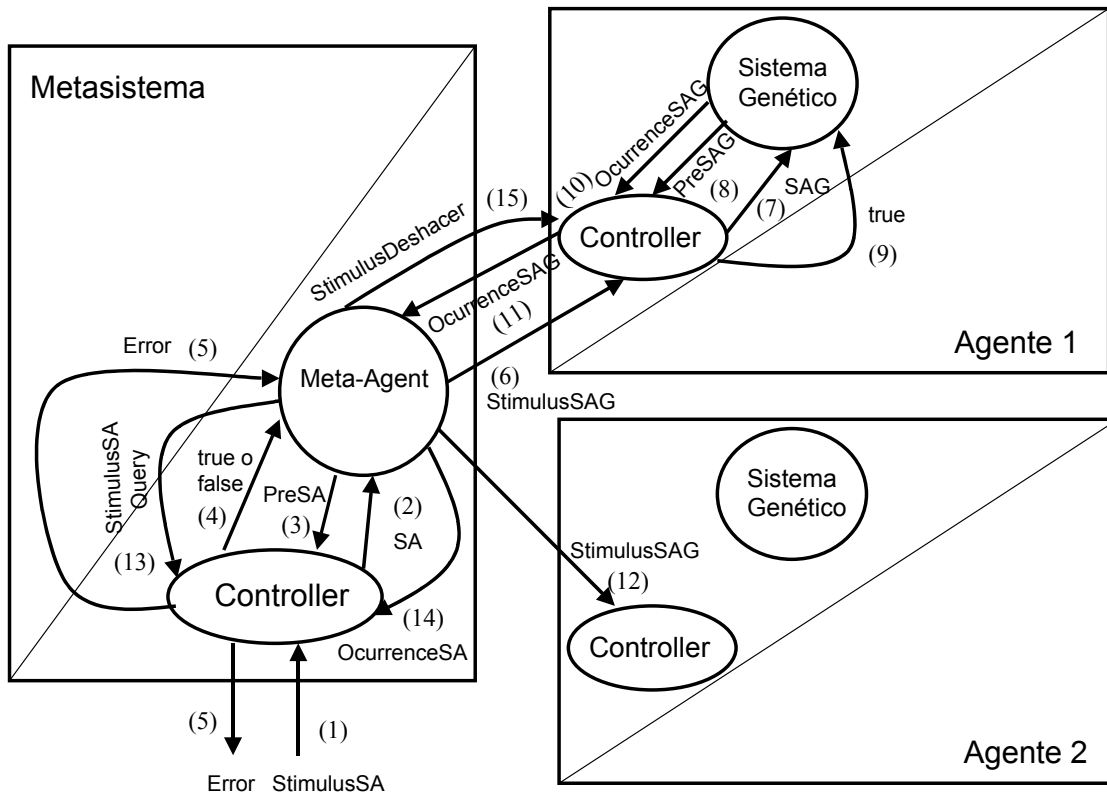 Metasistema
Sistema
Genético
OcurrenceSAG
PreSAG
(8)
SAG
(7)
true
(9)
(10)
(15)
Controller
StimulusDeshacer
OcurrenceSAG
(11)
Agente 1
Error
(5)
Meta-Agent
(6)
StimulusSAG
StimulusSA
Query
true o
false
(4)
PreSA
(3)
(2)
SA
(13)
Controller
(14)
OcurrenceSA
Sistema
Genético
StimulusSAG
(12)
Controller
Agente 2
(5)
(1)
Error
StimulusSA